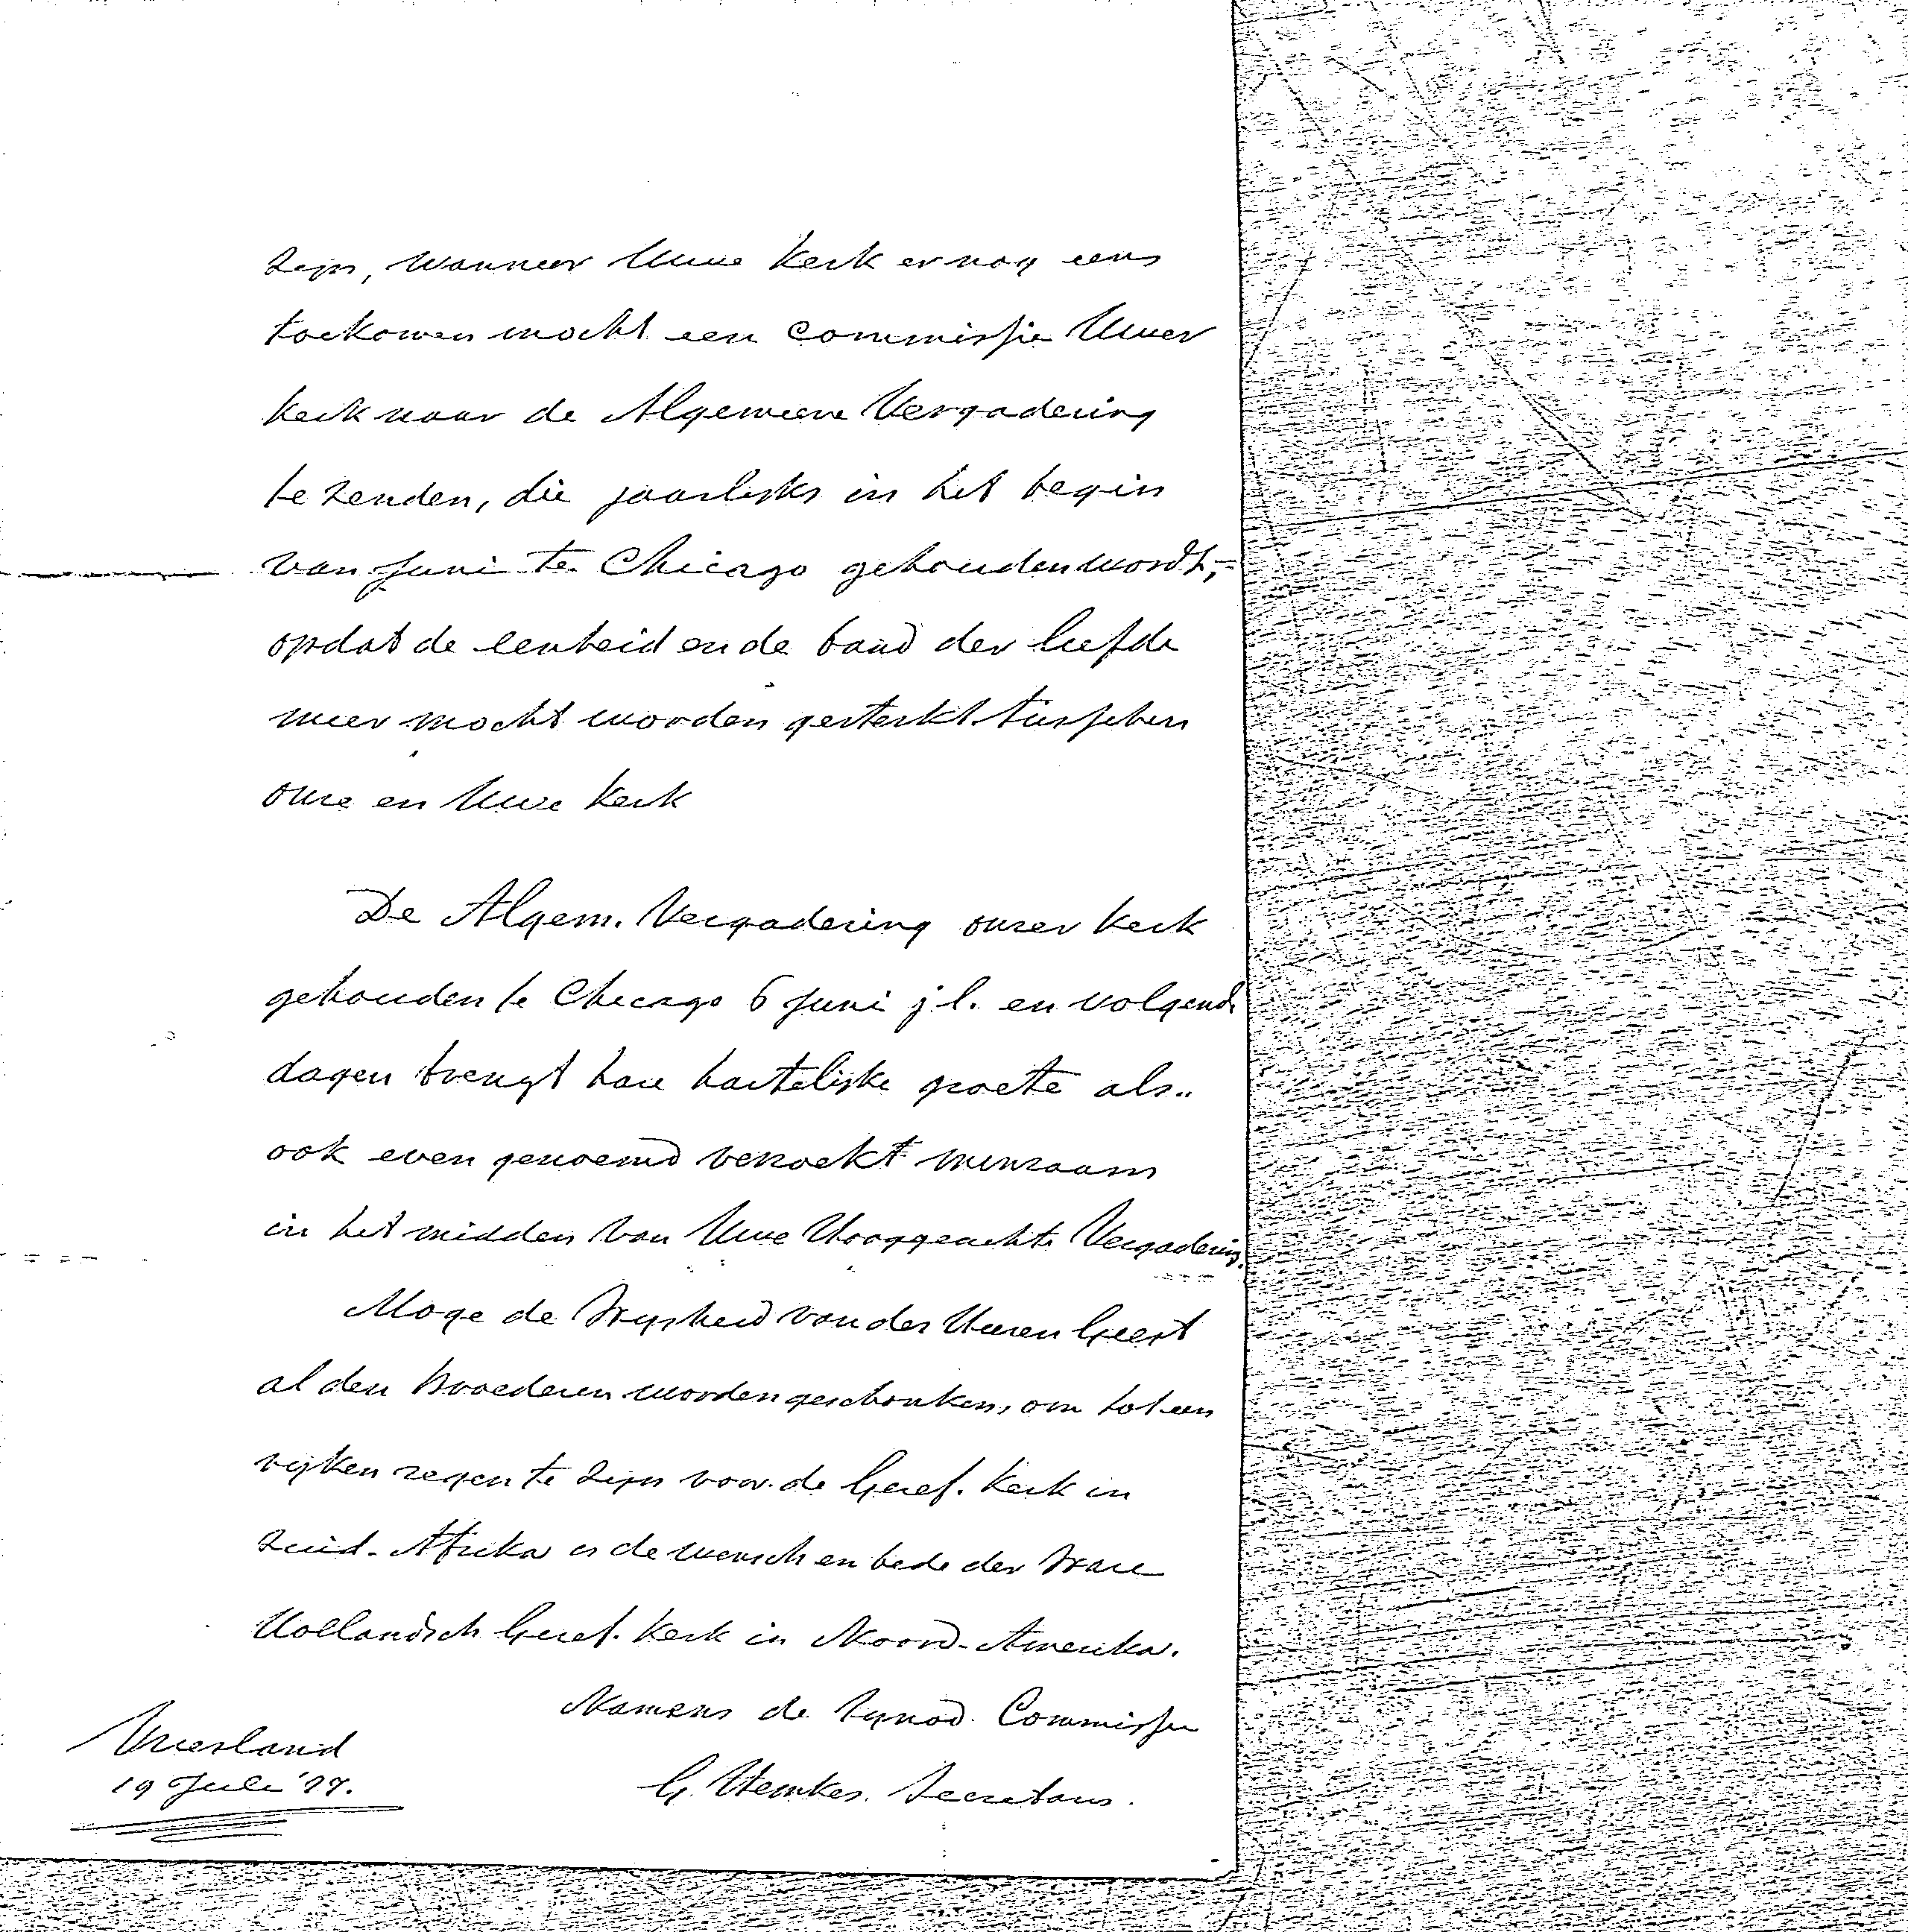 zijn, wanneer Uwe Kerk er nog eens
toekomen mocht een commissie Uwer
Kerk naar de Algemeene Vergadering
te zenden, die jaarlijks in het begin
van Juni te Chicago gehouden wordt,=
opdat de eenheid en de band der liefde
meer mocht worden gesterkt tusschen
onze en Uwe Kerk
De Algem. Vergadering onzer Kerk
gehouden te Chicago 6 Juni jl. en volgende
dagen brengt hare hartelijke groete als..
ook even genoemd verzoekt minzaam
in het midden van Uwe Hooggeachte Vergadering.
Moge de Wijsheid van des Heeren Geest
al den Broederen worden geschonken, om tot een
rijken zegen te zijn voor de Geref. Kerk in
Zuid-Afrika is de wensch en bede der Ware
Hollandsch Geref. Kerk in Noord-Amerika.
Namens de Synod. Commissie
Vriesland
19 Juli '77.
G. Hemkes. Secretaris.